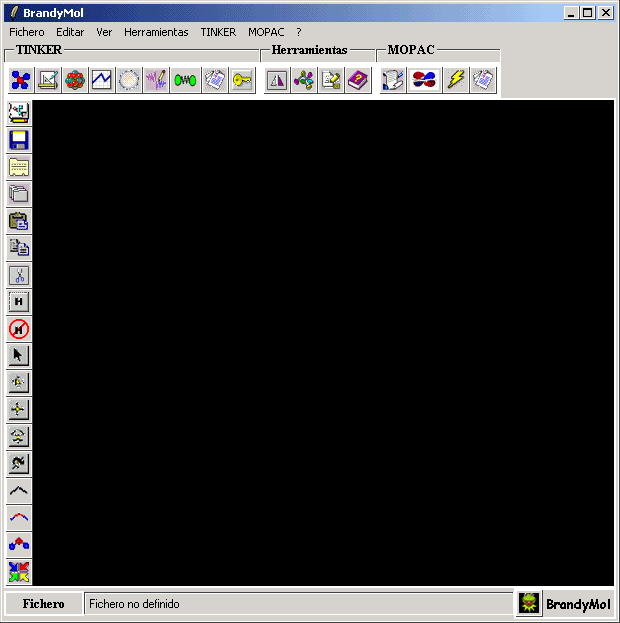 BrandyMol
Fichero Editar Ver Herramientas TINKER MOPAC ?
TINKER Herramientas MOPAC
H
H
Fichero Fichero no definido BrandyMol